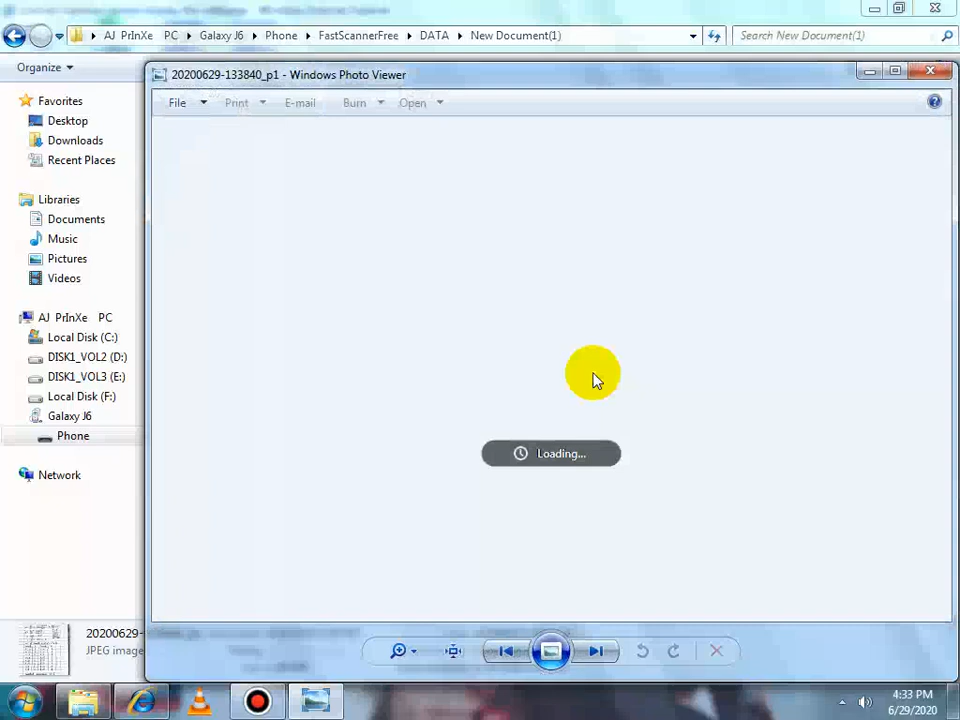 AJ PrInXe PC Galaxy J6 Phone FastScannerFree DATA New Document(1) Search New Document(1)
Organize
20200629-133840_p1 - Windows Photo Viewer
File Print E-mail Burn Open
Favorites
Desktop
Downloads
Recent Places
Libraries
Documents
Music
Pictures
Videos
AJ PrInXe PC
Local Disk (C:)
DISK1_VOL2 (D:)
DISK1_VOL3 (E:)
Local Disk (F:)
Galaxy J6
Phone
Network
Loading...
20200629-
JPEG image
4:33 PM
6/29/2020